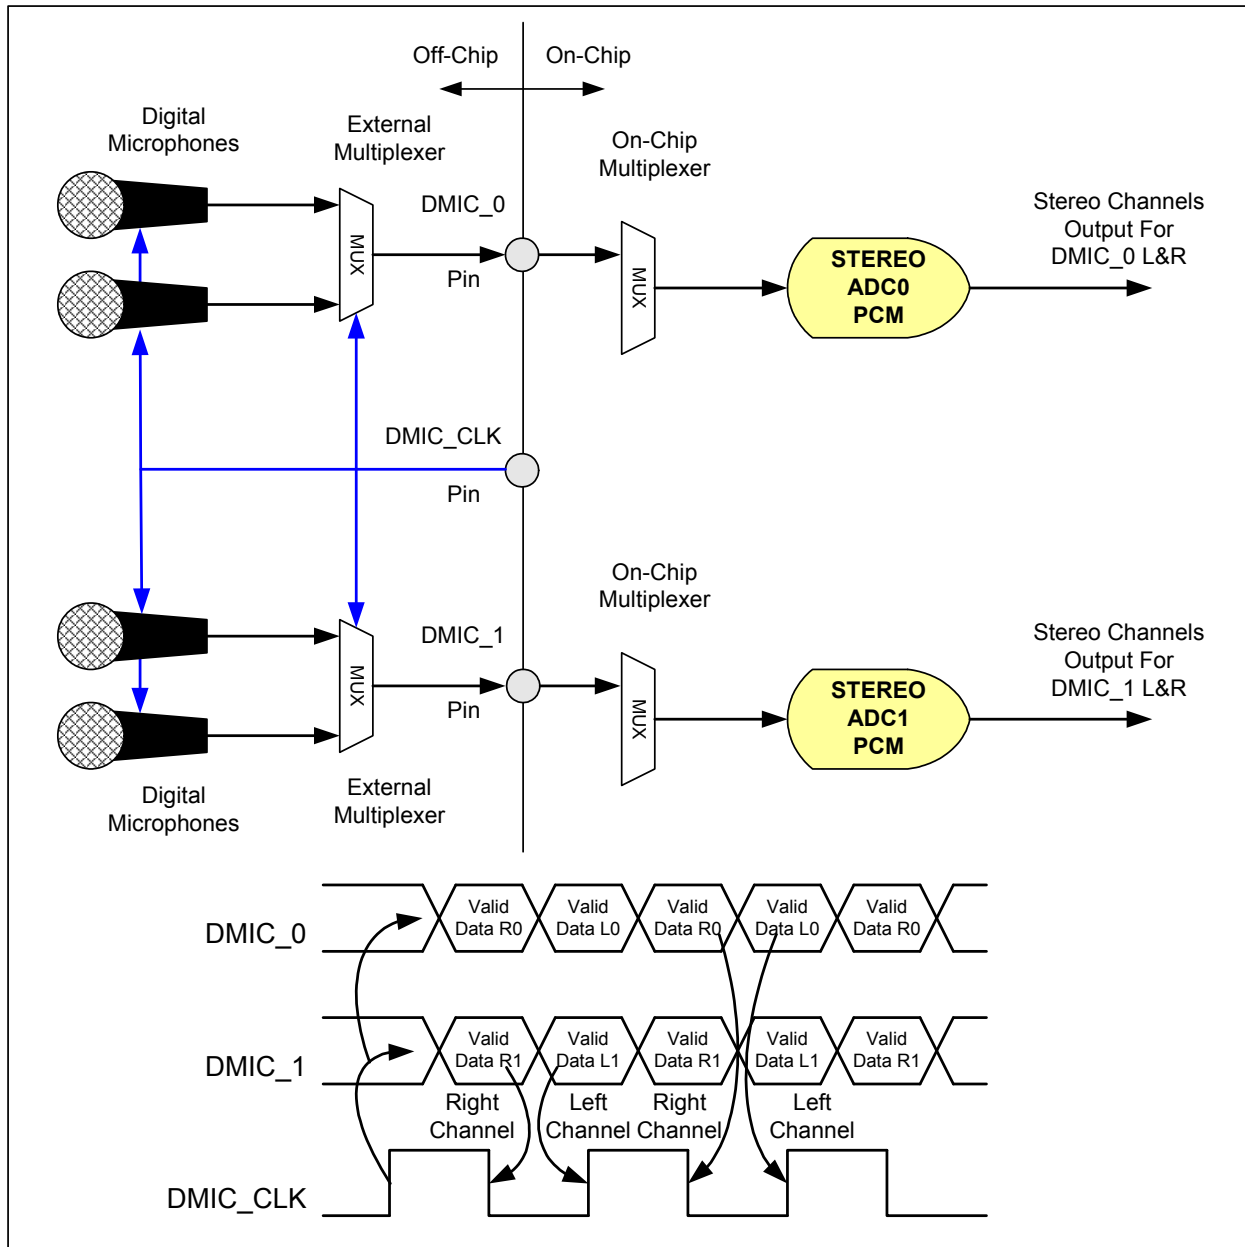 Off-Chip
On-Chip
Digital
Microphones
External
Multiplexer
On-Chip
Multiplexer
DMIC_0
Pin
MUX
MUX
STEREO
ADC0
PCM
Stereo Channels
Output For
DMIC_0 L&R
DMIC_CLK
Pin
On-Chip
Multiplexer
DMIC_1
Pin
MUX
MUX
STEREO
ADC1
PCM
Stereo Channels
Output For
DMIC_1 L&R
Digital
Microphones
External
Multiplexer
DMIC_0
Valid
Data R0
Valid
Data L0
Valid
Data R0
Valid
Data L0
Valid
Data R0
DMIC_1
Valid
Data R1
Valid
Data L1
Valid
Data R1
Valid
Data L1
Valid
Data R1
Right
Channel
Left
Channel
Right
Channel
Left
Channel
DMIC_CLK